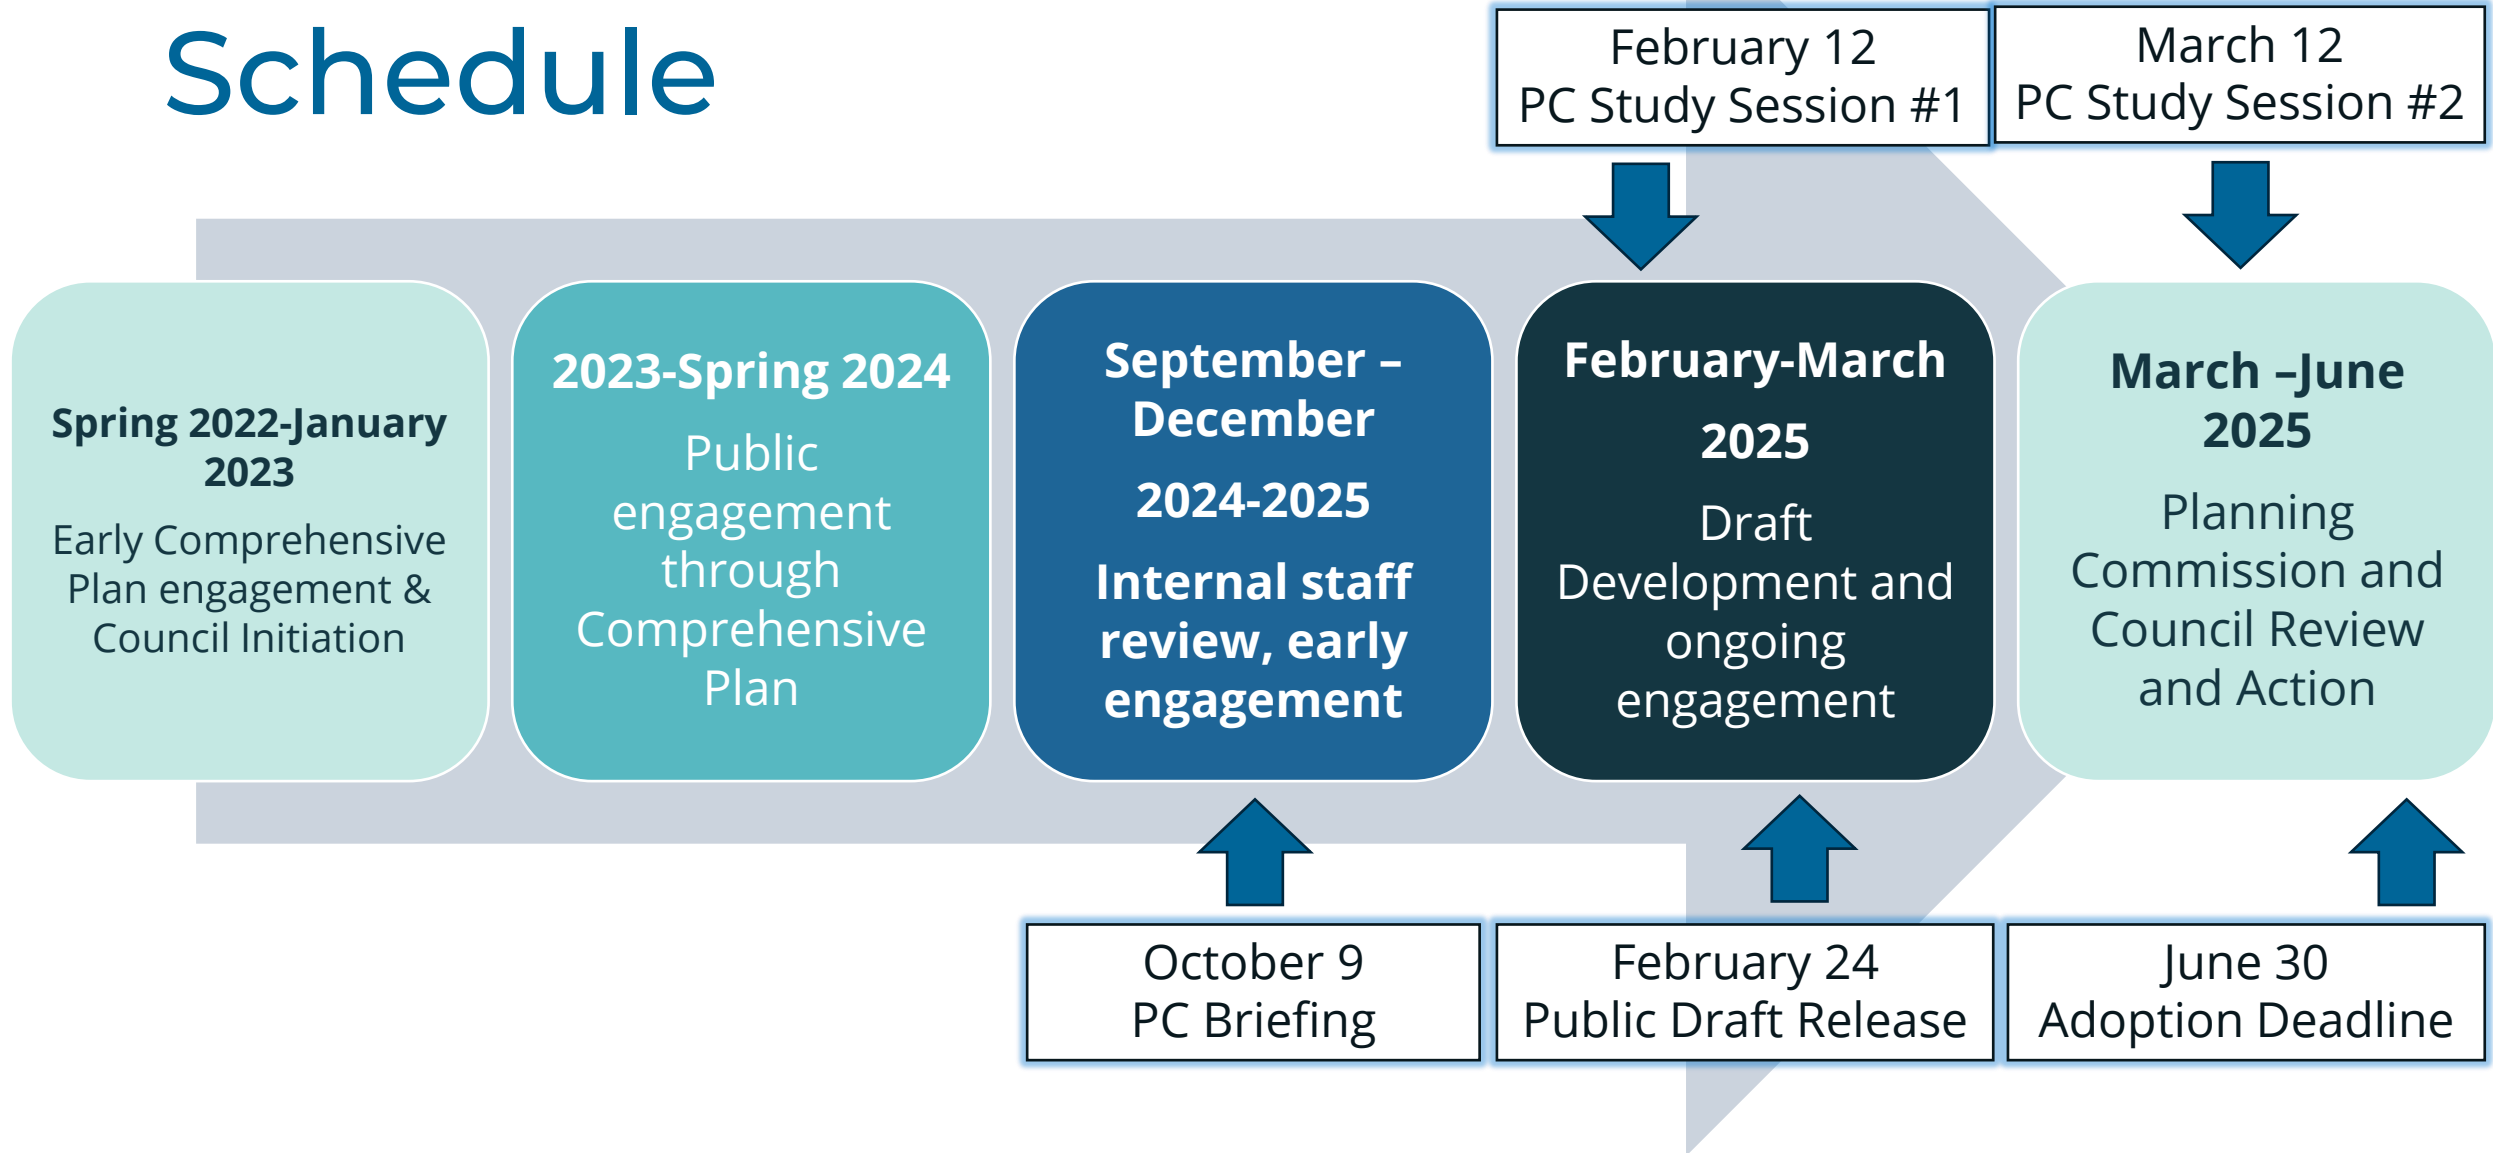 Schedule
February 12
PC Study Session #1
March 12
PC Study Session #2
Spring 2022-January
2023
Early Comprehensive
Plan engagement &
Council Initiation
2023-Spring 2024
Public
engagement
through
Comprehensive
Plan
September –
December
2024-2025
Internal staff
review, early
engagement
February-March
2025
Draft
Development and
ongoing
engagement
March –June
2025
Planning
Commission and
Council Review
and Action
October 9
PC Briefing
February 24
Public Draft Release
June 30
Adoption Deadline